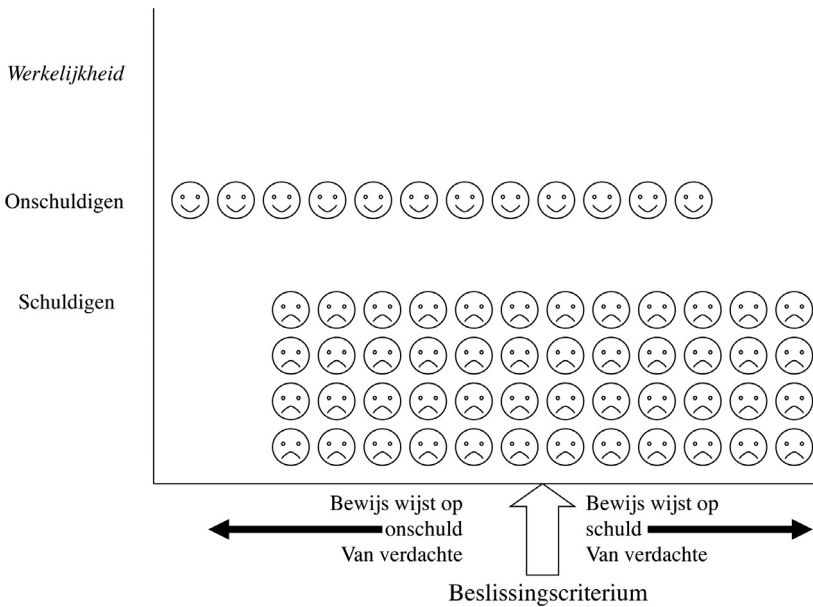 Werkelijkheid
Onschuldigen
Schuldigen
Bewijs wijst op
onschuld
Van verdachte
Bewijs wijst op
schuld
Van verdachte
Beslissingscriterium